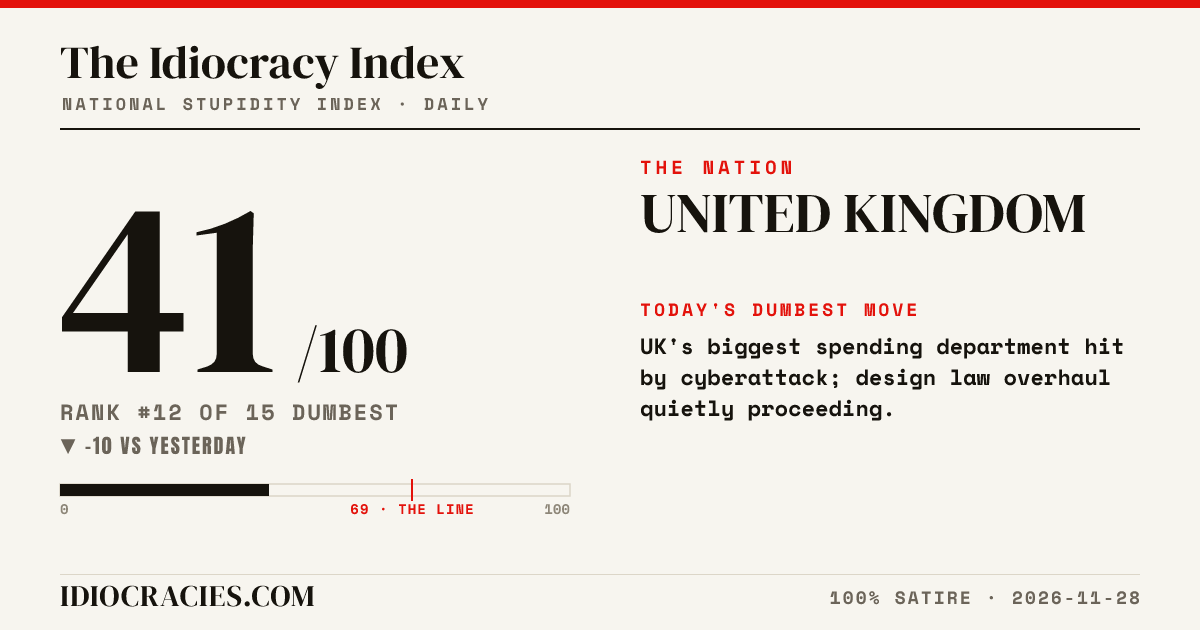 The Idiocracy Index
NATIONAL STUPIDITY INDEX · DAILY
41 /100
RANK #12 OF 15 DUMBEST
▼ -10 VS YESTERDAY
0
69 · THE LINE
100
THE NATION
UNITED KINGDOM
TODAY'S DUMBEST MOVE
UK's biggest spending department hit
by cyberattack; design law overhaul
quietly proceeding.
IDIOCRACIES.COM
100% SATIRE · 2026-11-28